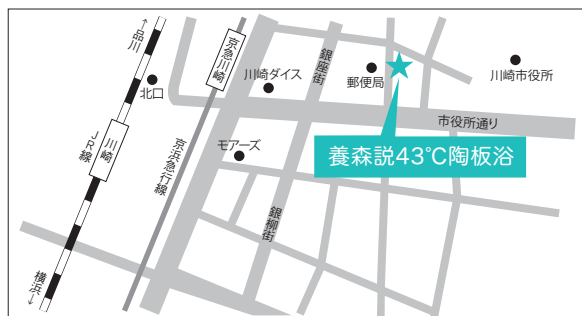 ←品川
北口
川崎
JR線
横浜→
京急川崎
京浜急行線
川崎ダイス
モアーズ
銀座街
銀柳街
郵便局
川崎市役所
市役所通り
養森説43℃陶板浴